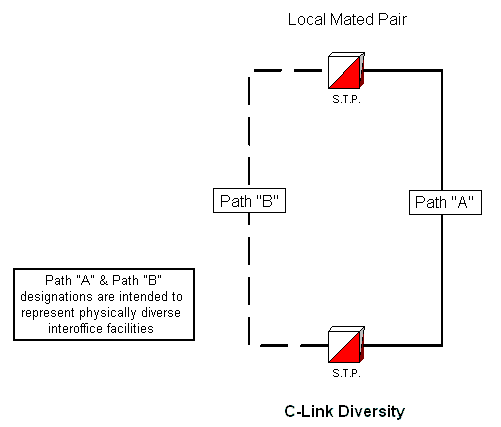 Local Mated Pair
S.T.P.
Path "B"
Path "A"
Path "A" & Path "B"
designations are intended to
represent physically diverse
interoffice facilities
S.T.P.
C-Link Diversity